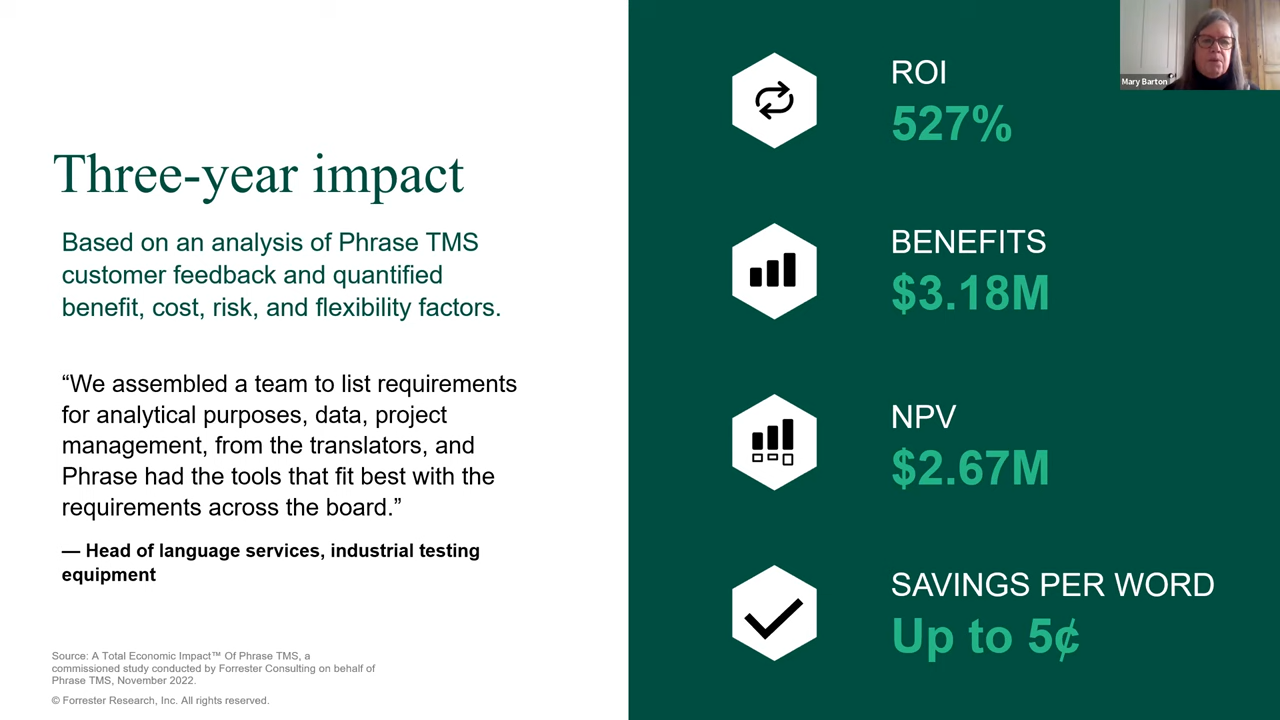 Three-year impact
Based on an analysis of Phrase TMS
customer feedback and quantified
benefit, cost, risk, and flexibility factors.
“We assembled a team to list requirements
for analytical purposes, data, project
management, from the translators, and
Phrase had the tools that fit best with the
requirements across the board.”
— Head of language services, industrial testing
equipment
Source: A Total Economic Impact™ Of Phrase TMS, a
commissioned study conducted by Forrester Consulting on behalf of
Phrase TMS, November 2022.
© Forrester Research, Inc. All rights reserved.
ROI
527%
BENEFITS
$3.18M
NPV
$2.67M
SAVINGS PER WORD
Up to 5¢
Mary Barton